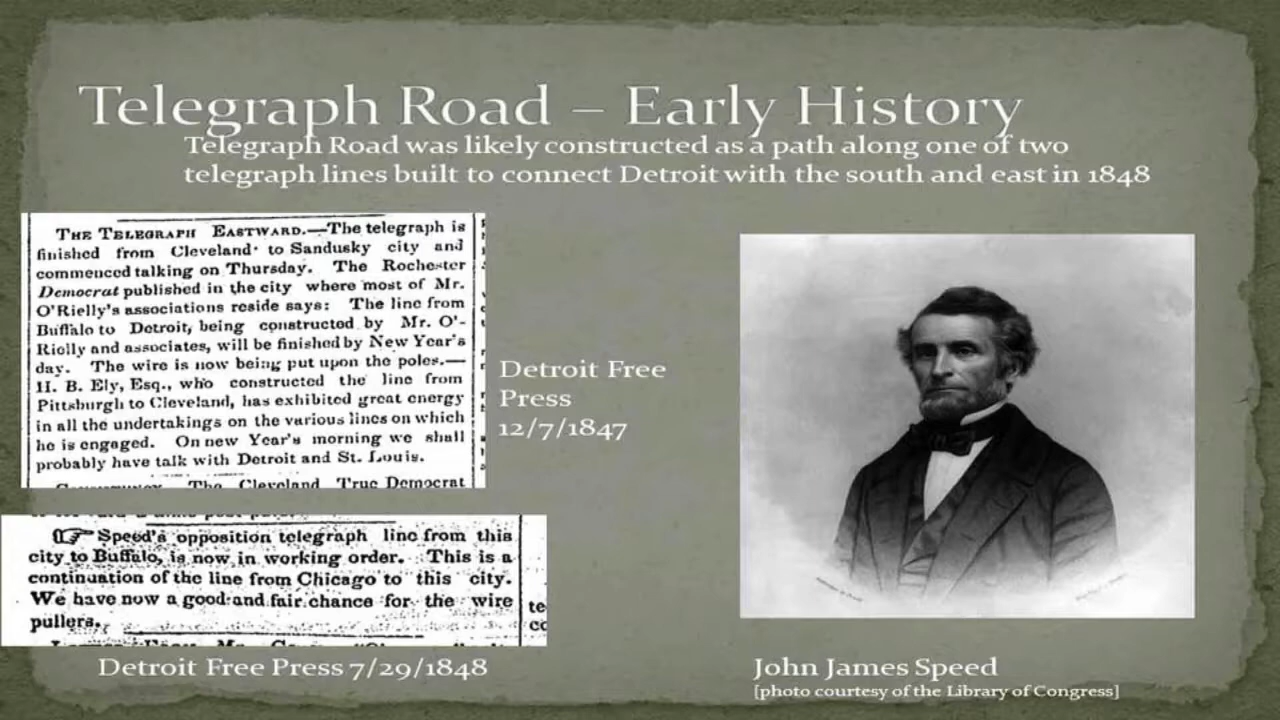 Telegraph Road – Early History
Telegraph Road was likely constructed as a path along one of two
telegraph lines built to connect Detroit with the south and east in 1848
THE TELEGRAPH EASTWARD.—The telegraph is
finished from Cleveland to Sandusky city and
commenced talking on Thursday. The Rochester
Democrat published in the city where most of Mr.
O'Rielly's associations reside says: The line from
Buffalo to Detroit, being constructed by Mr. O'-
Rielly and associates, will be finished by New Year's
day. The wire is now being put upon the poles.—
H. B. Ely, Esq., who constructed the line from
Pittsburgh to Cleveland, has exhibited great energy
in all the undertakings on the various lines on which
he is engaged. On new Year's morning we shall
probably have talk with Detroit and St. Louis.
The Cleveland True Democrat
Detroit Free
Press
12/7/1847
☞ Speed's opposition telegraph line from this
city to Buffalo, is now in working order. This is a
continuation of the line from Chicago to this city.
We have now a good and fair chance for the wire
pullers.
te
co
Detroit Free Press 7/29/1848
John James Speed
[photo courtesy of the Library of Congress]